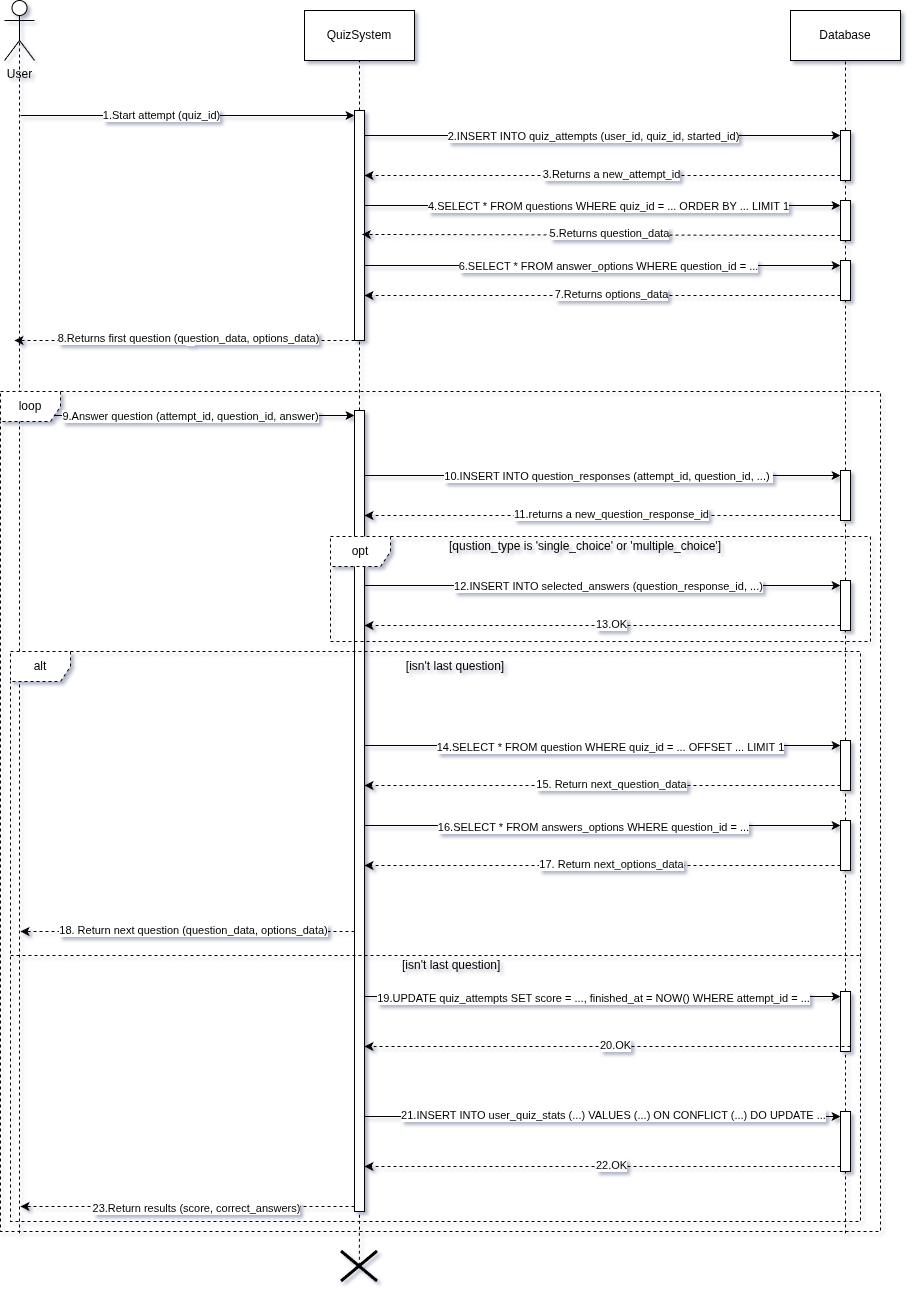 QuizSystem
Database
User
1.Start attempt (quiz_id)
2.INSERT INTO quiz_attempts (user_id, quiz_id, started_id)
3.Returns a new_attempt_id
4.SELECT * FROM questions WHERE quiz_id = ... ORDER BY ... LIMIT 1
5.Returns question_data
6.SELECT * FROM answer_options WHERE question_id = ...
7.Returns options_data
8.Returns first question (question_data, options_data)
loop
9.Answer question (attempt_id, question_id, answer)
10.INSERT INTO question_responses (attempt_id, question_id, ...)
11.returns a new_question_response_id
opt
[qustion_type is 'single_choice' or 'multiple_choice']
12.INSERT INTO selected_answers (question_response_id, ...)
13.OK
alt
[isn't last question]
14.SELECT * FROM question WHERE quiz_id = ... OFFSET ... LIMIT 1
15. Return next_question_data
16.SELECT * FROM answers_options WHERE question_id = ...
17. Return next_options_data
18. Return next question (question_data, options_data)
[isn't last question]
19.UPDATE quiz_attempts SET score = ..., finished_at = NOW() WHERE attempt_id = ...
20.OK
21.INSERT INTO user_quiz_stats (...) VALUES (...) ON CONFLICT (...) DO UPDATE ...
22.OK
23.Return results (score, correct_answers)